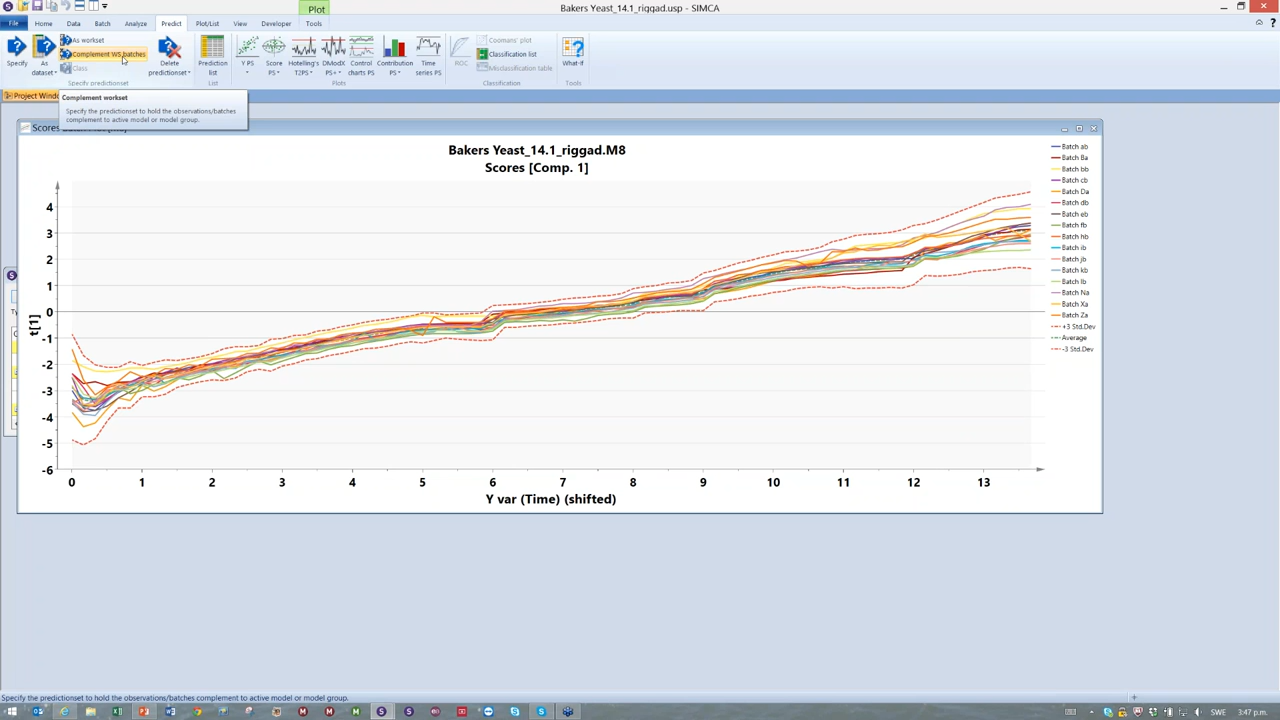 Plot
Bakers Yeast_14.1_riggad.usp - SIMCA
File
Home
Data
Batch
Analyze
Predict
Plot/List
View
Developer
Tools
Specify
As
dataset
As workset
Complement WS batches
Class
Delete
predictionset
Specify predictionset
Prediction
list
List
Y PS
Score
PS
Hotelling's
T2PS
DModX
PS+
Control
charts PS
Contribution
PS
Time
series PS
Plots
ROC
Coomans' plot
Classification list
Misclassification table
Classification
What-If
Tools
Project Wind
Complement workset
Specify the predictionset to hold the observations/batches
complement to active model or model group.
Bakers Yeast_14.1_riggad.M8
Scores [Comp. 1]
t[1]
4
3
2
1
0
-1
-2
-3
-4
-5
-6
0 1 2 3 4 5 6 7 8 9 10 11 12 13
Y var (Time) (shifted)
Batch ab
Batch Ba
Batch bb
Batch cb
Batch Da
Batch db
Batch eb
Batch fb
Batch hb
Batch ib
Batch jb
Batch kb
Batch lb
Batch Na
Batch Xa
Batch Za
+3 Std.Dev
Average
-3 Std.Dev
Specify the predictionset to hold the observations/batches complement to active model or model group.
SWE
3:47 p.m.